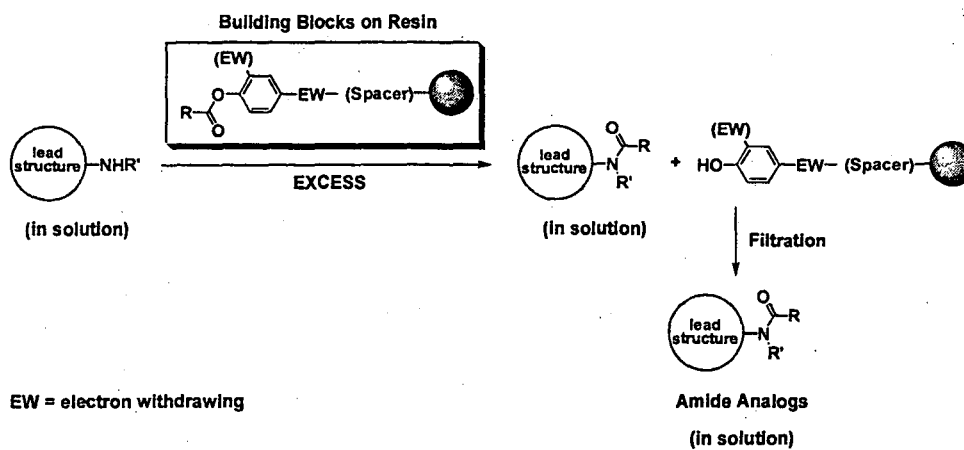 Building Blocks on Resin
(EW)
O
EW
(Spacer)
R
O
lead
structure
NHR'
EXCESS
(in solution)
O
R
lead
structure
N
R'
(in solution)
+
(EW)
HO
EW
(Spacer)
Filtration
O
R
lead
structure
N
R'
EW = electron withdrawing
Amide Analogs
(in solution)